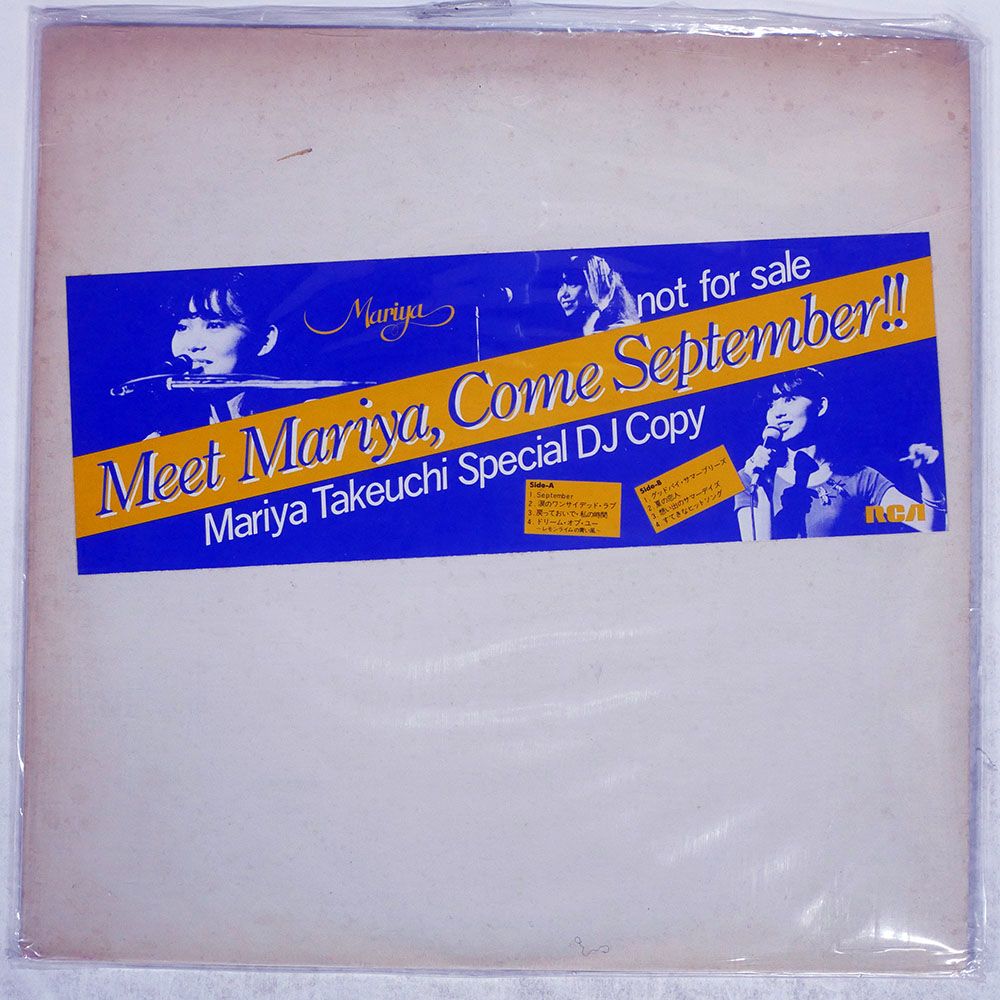 Mariya
not for sale
Meet Mariya, Come September!!
Mariya Takeuchi Special DJ Copy
Side-A
1. September
2. 涙のワンサイデッド・ラブ
3. 戻っておいで・私の時間
4. ドリーム・オブ・ユー
～レモンライムの青い風～
Side-B
1. グッドバイ・サマーブリーズ
2. 夏の恋人
3. 想い出のサマーデイズ
4. すてきなヒットソング
RCA